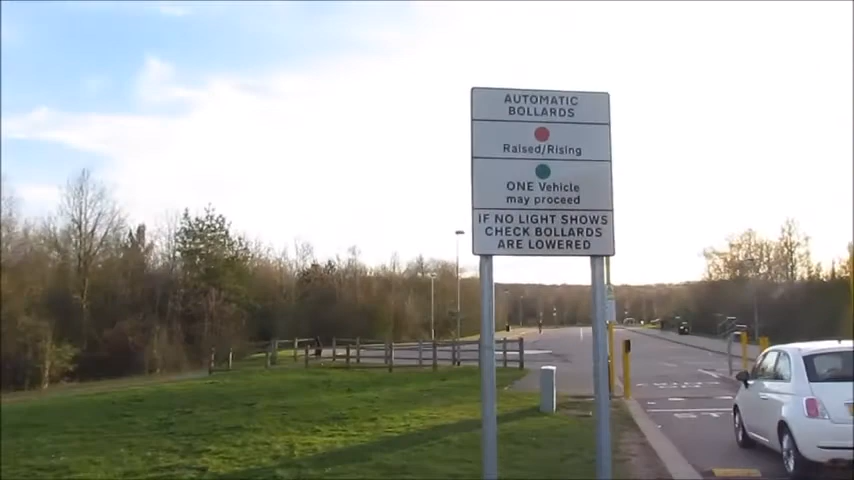 AUTOMATIC
BOLLARDS
Raised/Rising
ONE Vehicle
may proceed
IF NO LIGHT SHOWS
CHECK BOLLARDS
ARE LOWERED